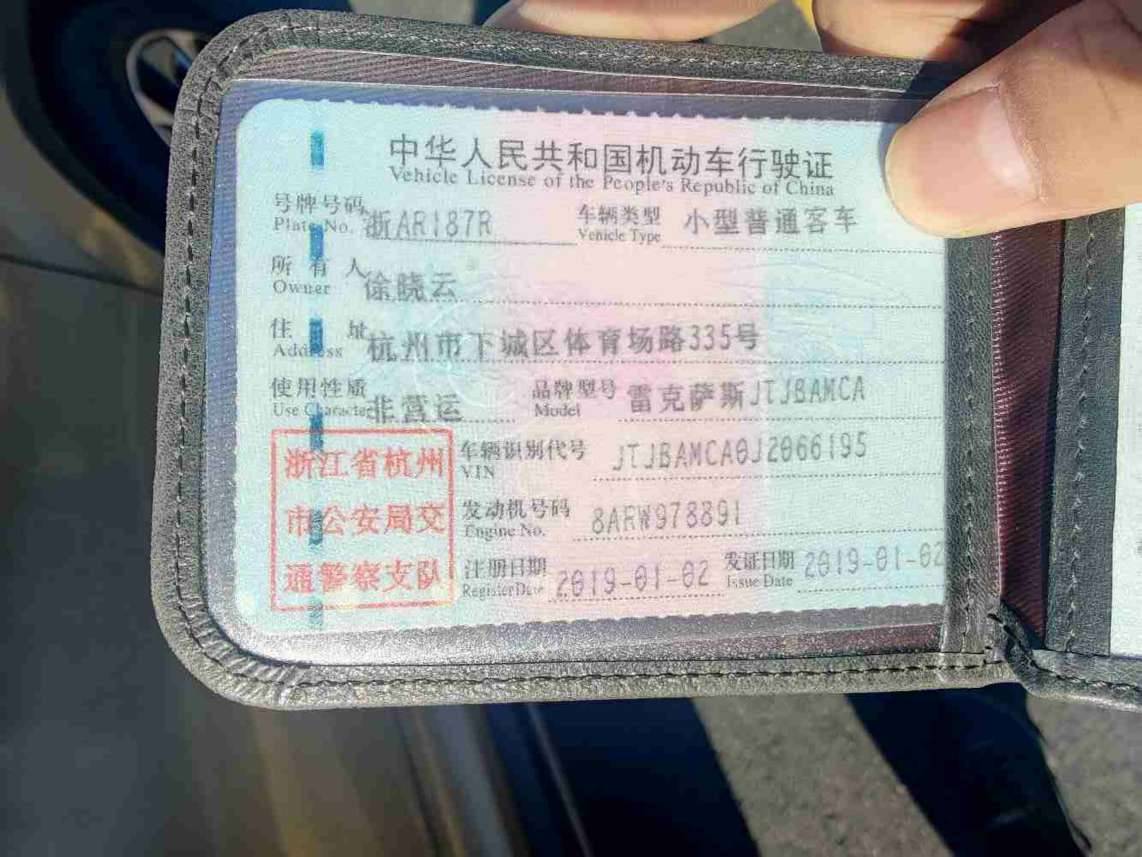 中华人民共和国机动车行驶证
Vehicle License of the People's Republic of China
号牌号码 浙AR187R 车辆类型 小型普通客车
Plate No. Vehicle Type
所有人 徐晓云
Owner
住址 杭州市下城区体育场路335号
Address
使用性质 非营运 品牌型号 雷克萨斯JTJBAMCA
Use Character Model
浙江省杭州
市公安局交
通警察支队
车辆识别代号 JTJBAMCA0J2066195
VIN
发动机号码 8ARW978891
Engine No.
注册日期 2019-01-02 发证日期 2019-01-02
Register Date Issue Date